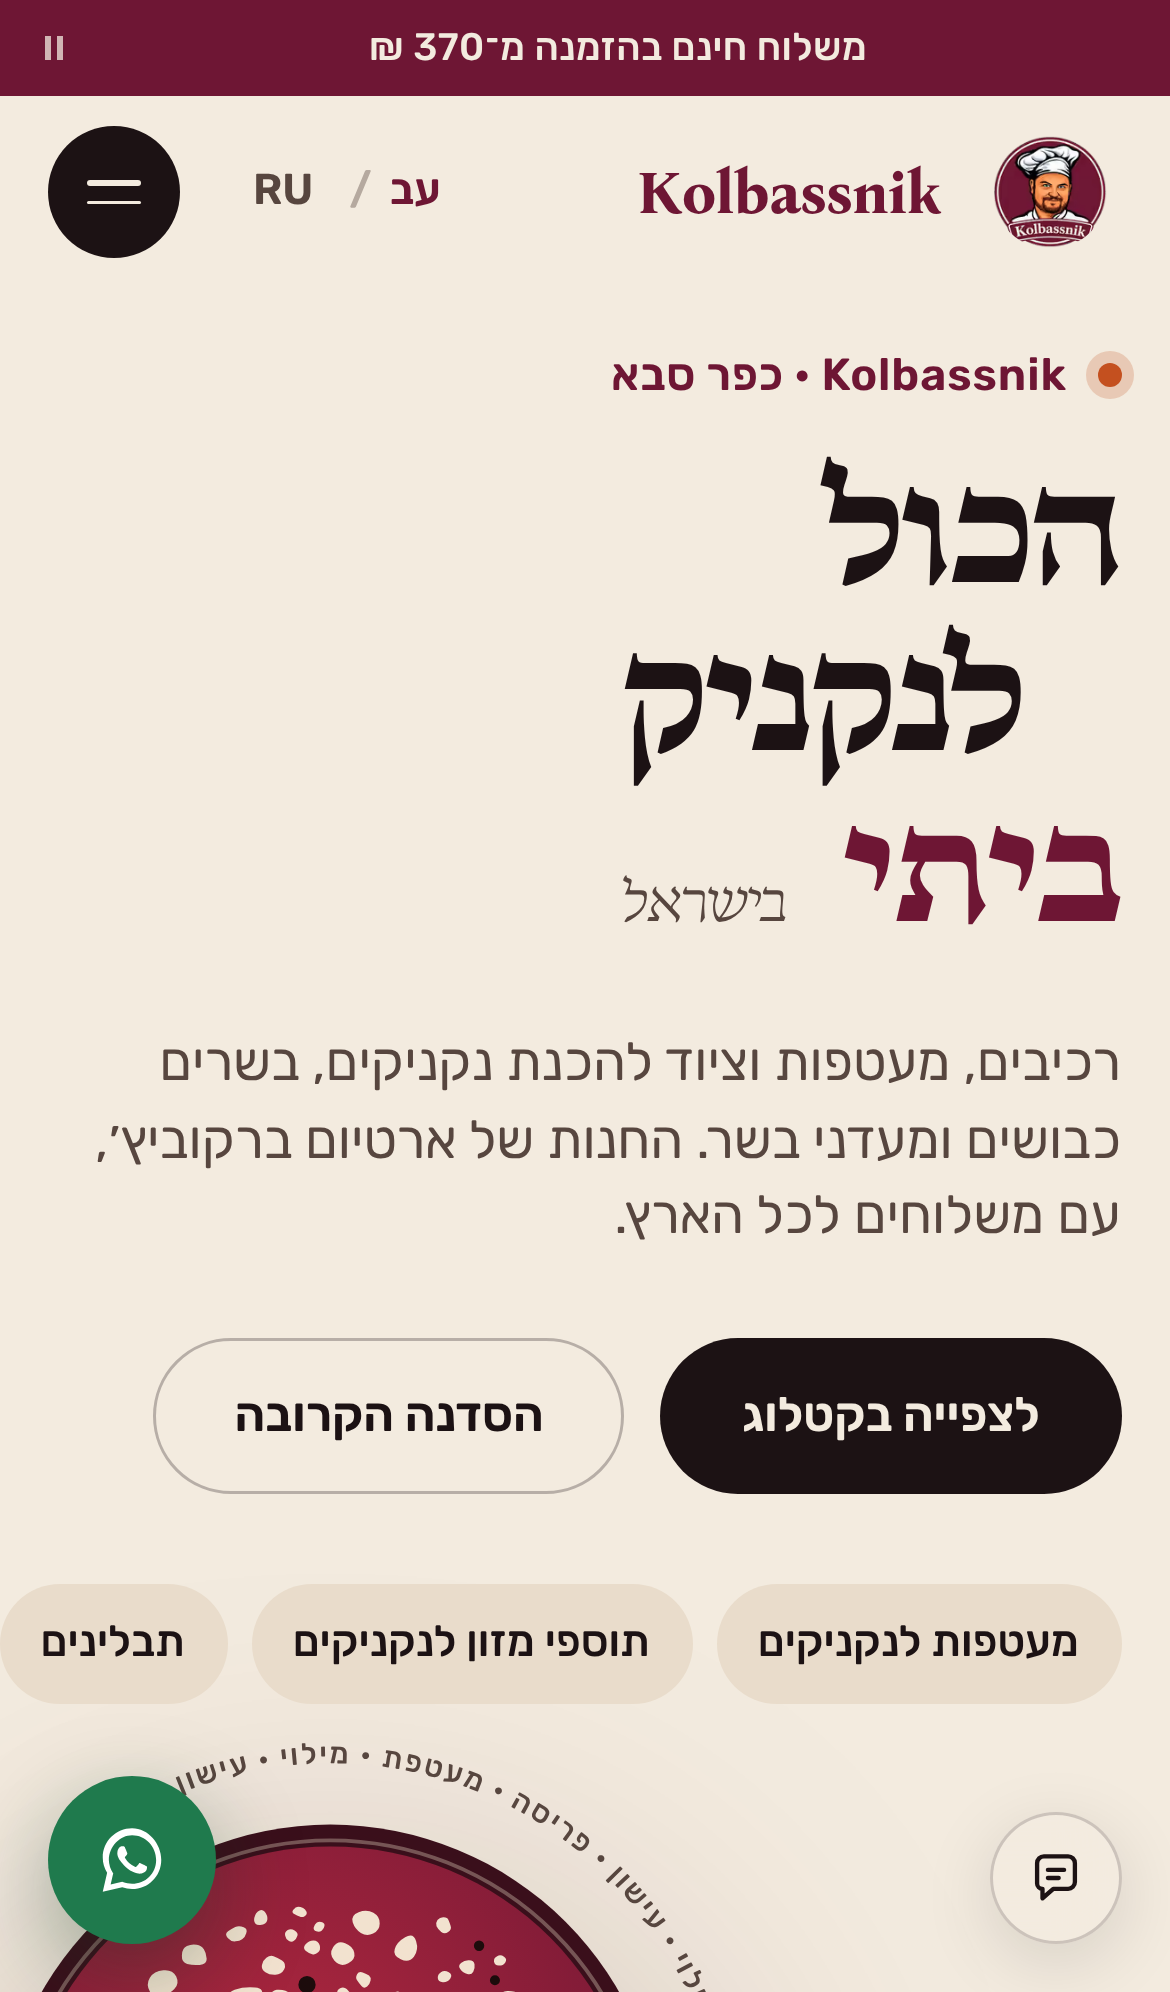 משלוח חינם בהזמנה מ־370 ₪
Kolbassnik
Kolbassnik
עב / RU
Kolbassnik • כפר סבא
הכול
לנקניק
ביתי בישראל
רכיבים, מעטפות וציוד להכנת נקניקים, בשרים
כבושים ומעדני בשר. החנות של ארטיום ברקוביץ׳,
עם משלוחים לכל הארץ.
לצפייה בקטלוג
הסדנה הקרובה
מעטפות לנקניקים
תוספי מזון לנקניקים
תבלינים
עישון • פריסה • מעטפת • מילוי • עישון